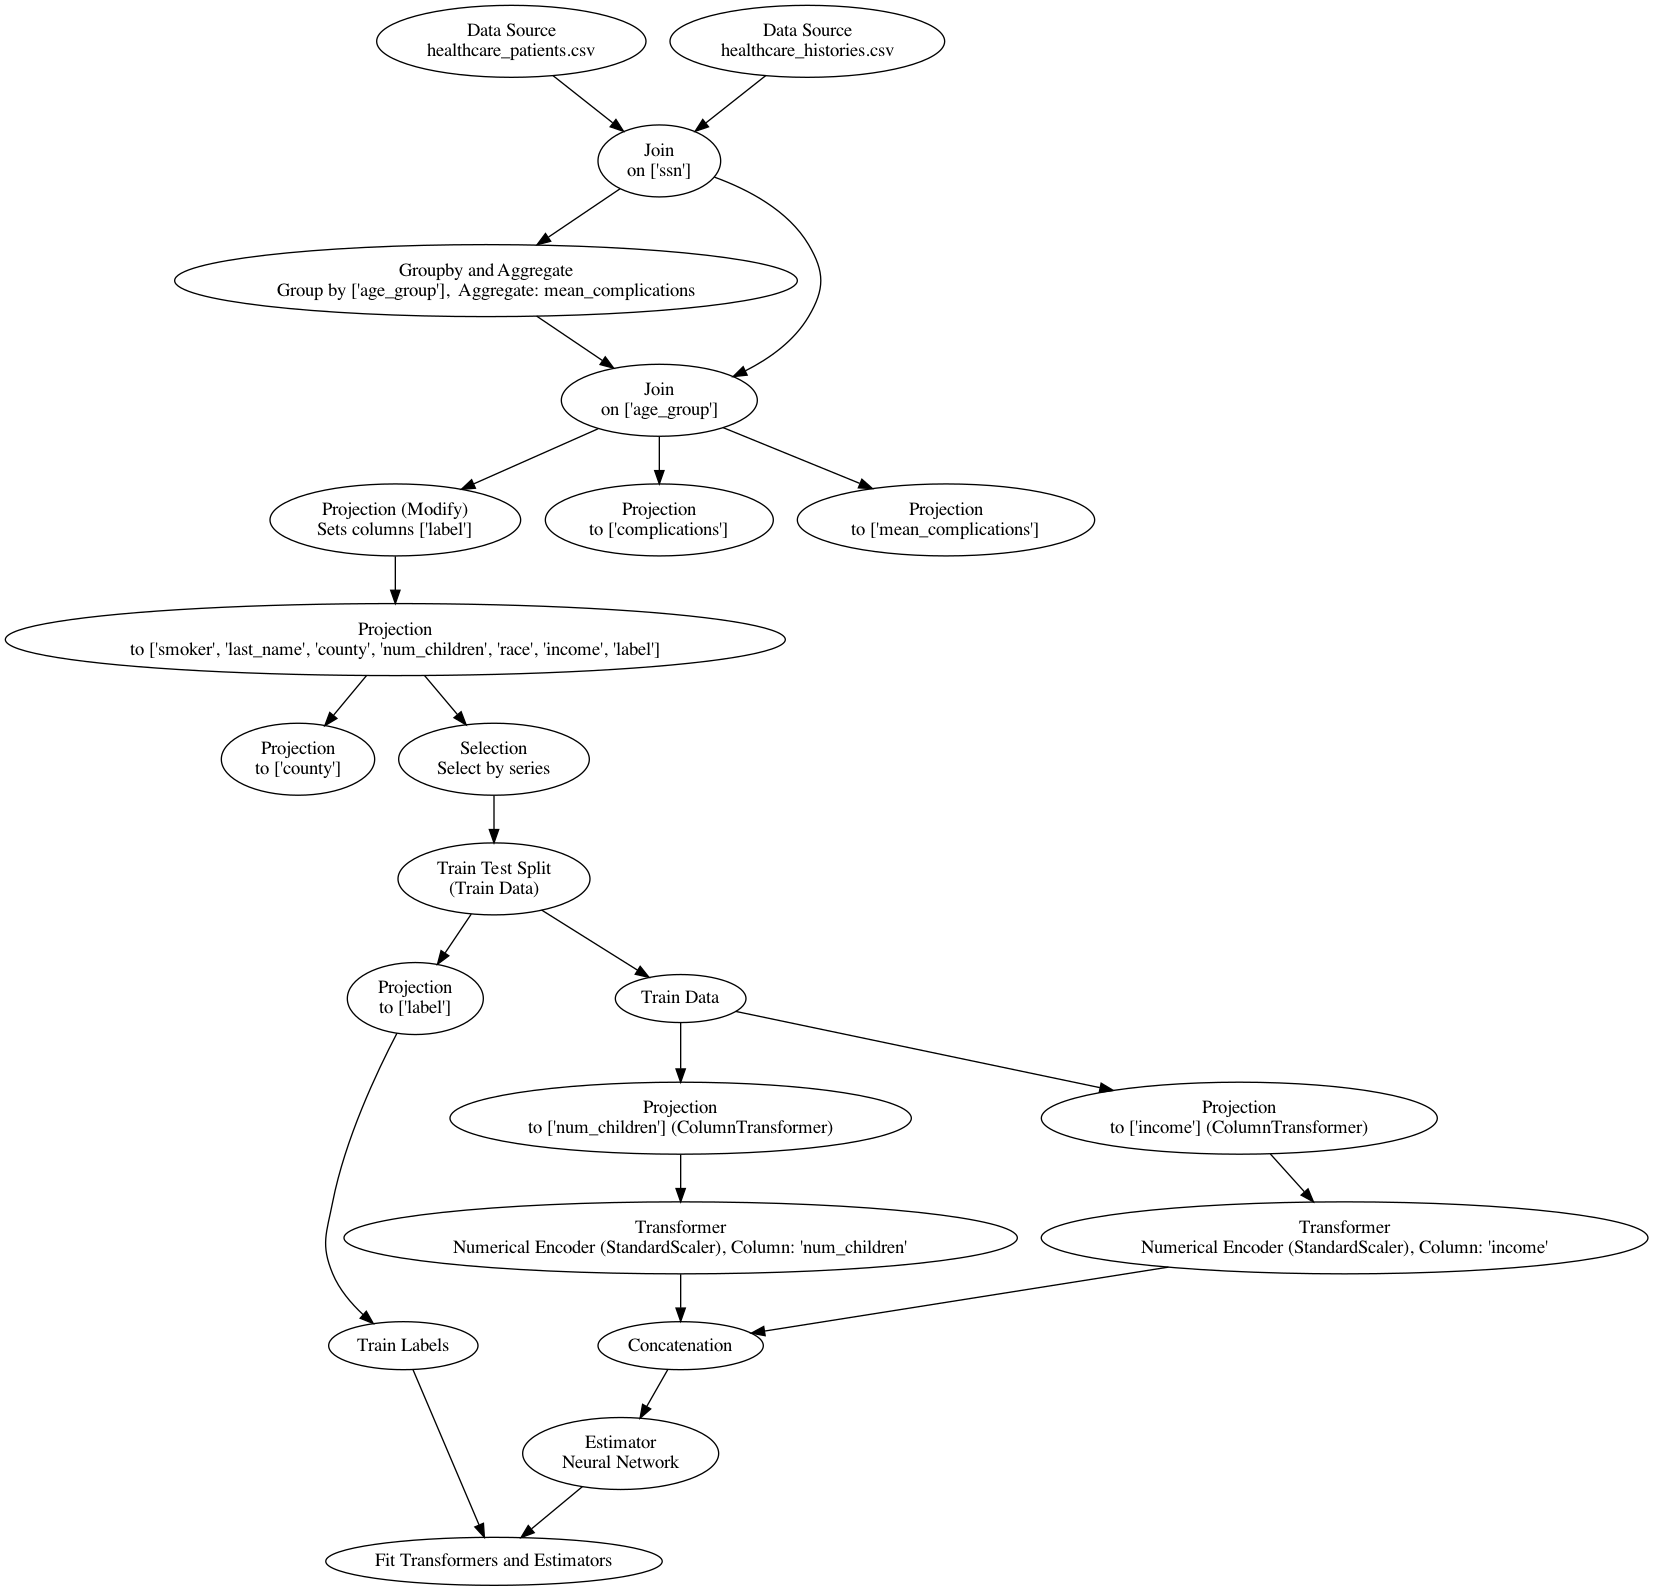 Data Source
healthcare_patients.csv
Data Source
healthcare_histories.csv
Join
on ['ssn']
Groupby and Aggregate
Group by ['age_group'],  Aggregate: mean_complications
Join
on ['age_group']
Projection (Modify)
Sets columns ['label']
Projection
to ['complications']
Projection
to ['mean_complications']
Projection
to ['smoker', 'last_name', 'county', 'num_children', 'race', 'income', 'label']
Projection
to ['county']
Selection
Select by series
Train Test Split
(Train Data)
Projection
to ['label']
Train Data
Projection
to ['num_children'] (ColumnTransformer)
Projection
to ['income'] (ColumnTransformer)
Transformer
Numerical Encoder (StandardScaler), Column: 'num_children'
Transformer
Numerical Encoder (StandardScaler), Column: 'income'
Train Labels
Concatenation
Estimator
Neural Network
Fit Transformers and Estimators